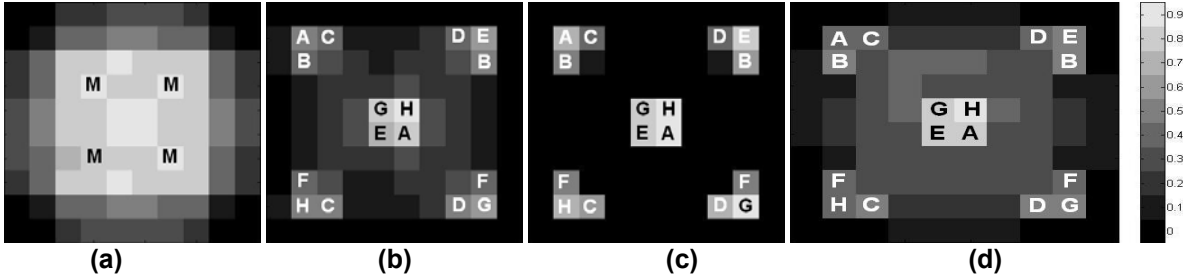 M M
M M
(a)
A C D E
B B
G H
E A
F F
H C D G
(b)
A C D E
B B
G H
E A
F F
H C D G
(c)
A C D E
B B
G H
E A
F F
H C D G
(d)
0.9
0.8
0.7
0.6
0.5
0.4
0.3
0.2
0.1
0